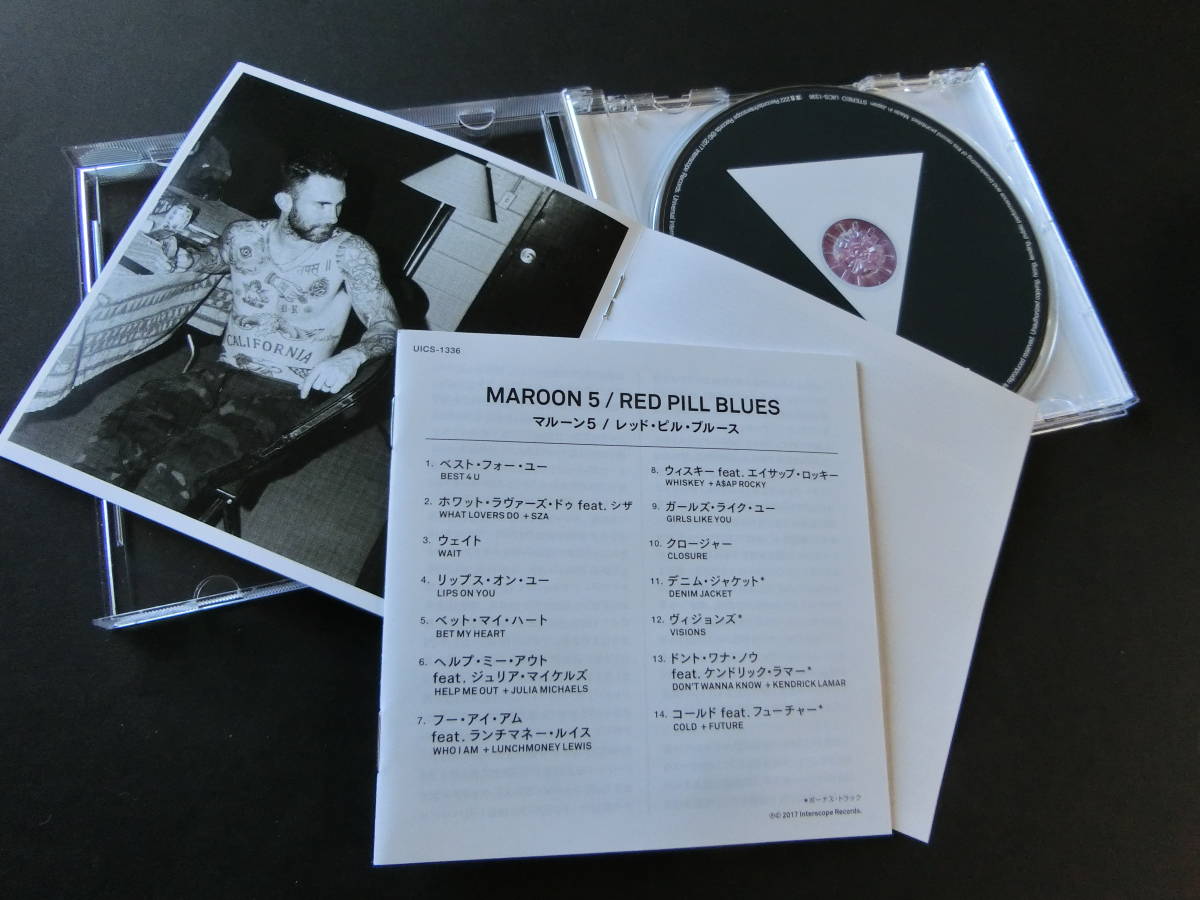 UICS-1336
MAROON 5 / RED PILL BLUES
マルーン5 / レッド・ピル・ブルース
1. ベスト・フォー・ユー
BEST 4 U
2. ホワット・ラヴァーズ・ドゥ feat. シザ
WHAT LOVERS DO + SZA
3. ウェイト
WAIT
4. リップス・オン・ユー
LIPS ON YOU
5. ベット・マイ・ハート
BET MY HEART
6. ヘルプ・ミー・アウト
feat. ジュリア・マイケルズ
HELP ME OUT + JULIA MICHAELS
7. フー・アイ・アム
feat. ランチマネー・ルイス
WHO I AM + LUNCHMONEY LEWIS
8. ウィスキー feat. エイサップ・ロッキー
WHISKEY + A$AP ROCKY
9. ガールズ・ライク・ユー
GIRLS LIKE YOU
10. クロージャー
CLOSURE
11. デニム・ジャケット*
DENIM JACKET
12. ヴィジョンズ*
VISIONS
13. ドント・ワナ・ノウ
feat. ケンドリック・ラマー*
DON'T WANNA KNOW + KENDRICK LAMAR
14. コールド feat. フューチャー*
COLD + FUTURE
*ボーナス・トラック
℗© 2017 Interscope Records.
CALIFORNIA
STEREO UICS-1336
Made in Japan